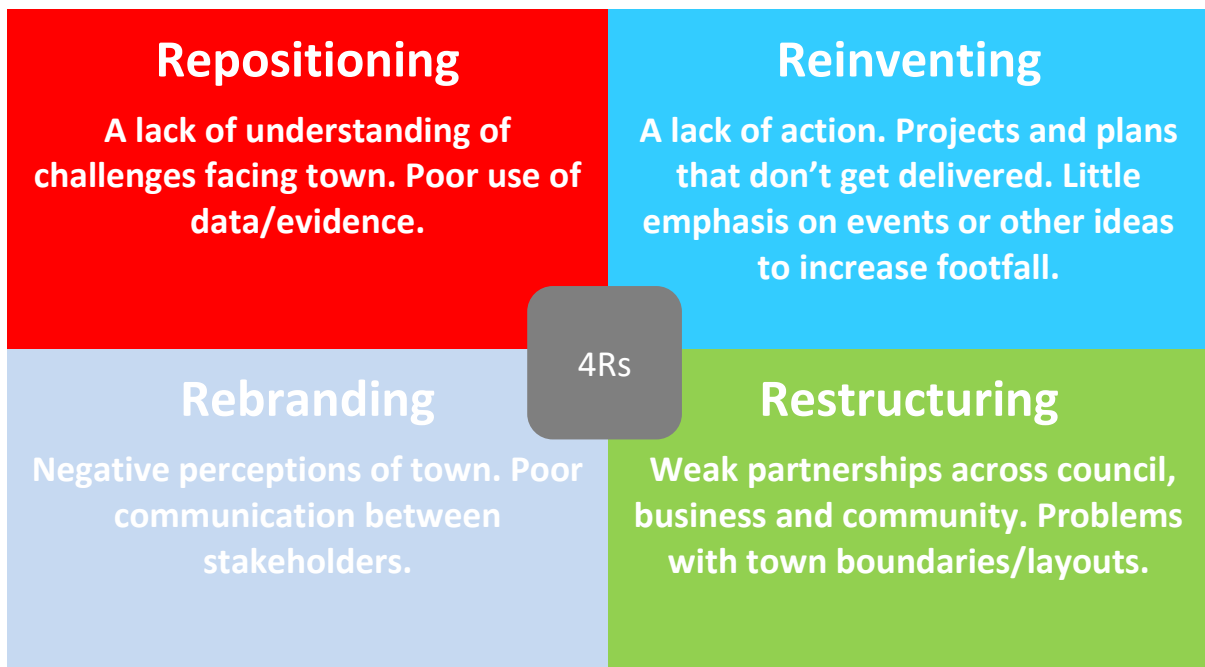 Repositioning
A lack of understanding of
challenges facing town. Poor use of
data/evidence.
Reinventing
A lack of action. Projects and plans
that don’t get delivered. Little
emphasis on events or other ideas
to increase footfall.
4Rs
Rebranding
Negative perceptions of town. Poor
communication between
stakeholders.
Restructuring
Weak partnerships across council,
business and community. Problems
with town boundaries/layouts.